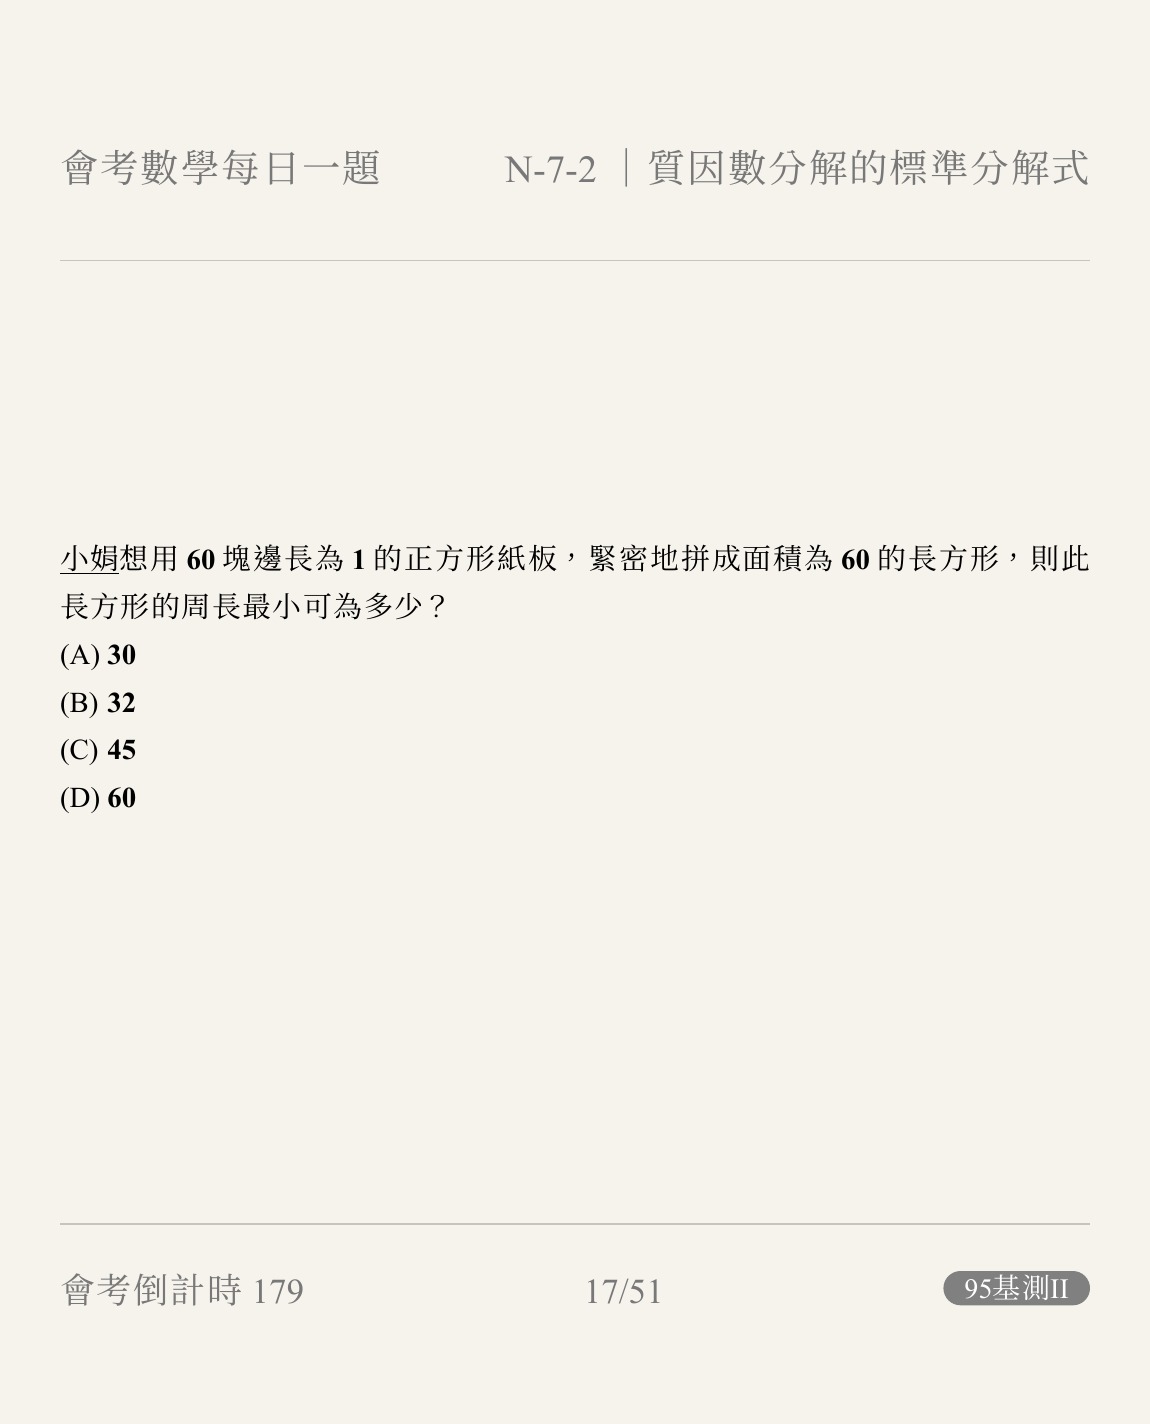 會考數學每日一題
N-7-2｜質因數分解的標準分解式
小娟想用 60 塊邊長為 1 的正方形紙板，緊密地拼成面積為 60 的長方形，則此
長方形的周長最小可為多少？
(A) 30
(B) 32
(C) 45
(D) 60
會考倒計時 179
17/51
95基測II